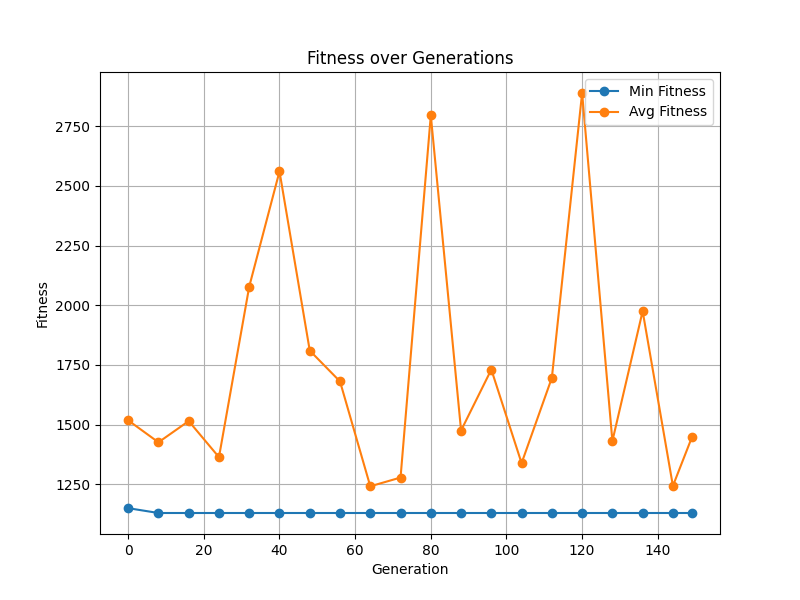 Fitness over Generations
Min Fitness
Avg Fitness
Fitness
2750
2500
2250
2000
1750
1500
1250
0 20 40 60 80 100 120 140
Generation